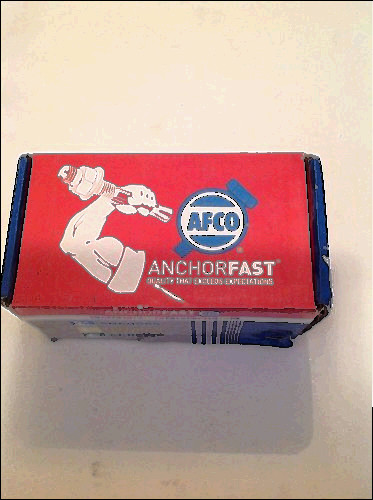 AFCO
ANCHORFAST
QUALITY THAT EXCEEDS EXPECTATIONS